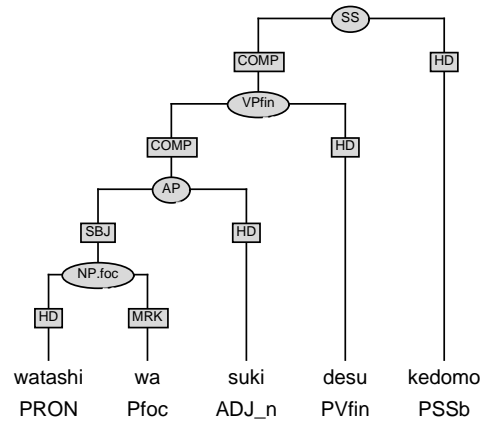 SS
COMP HD
VPfin
COMP HD
AP
SBJ HD
NP.foc
HD MRK
watashi wa suki desu kedomo
PRON Pfoc ADJ_n PVfin PSSb